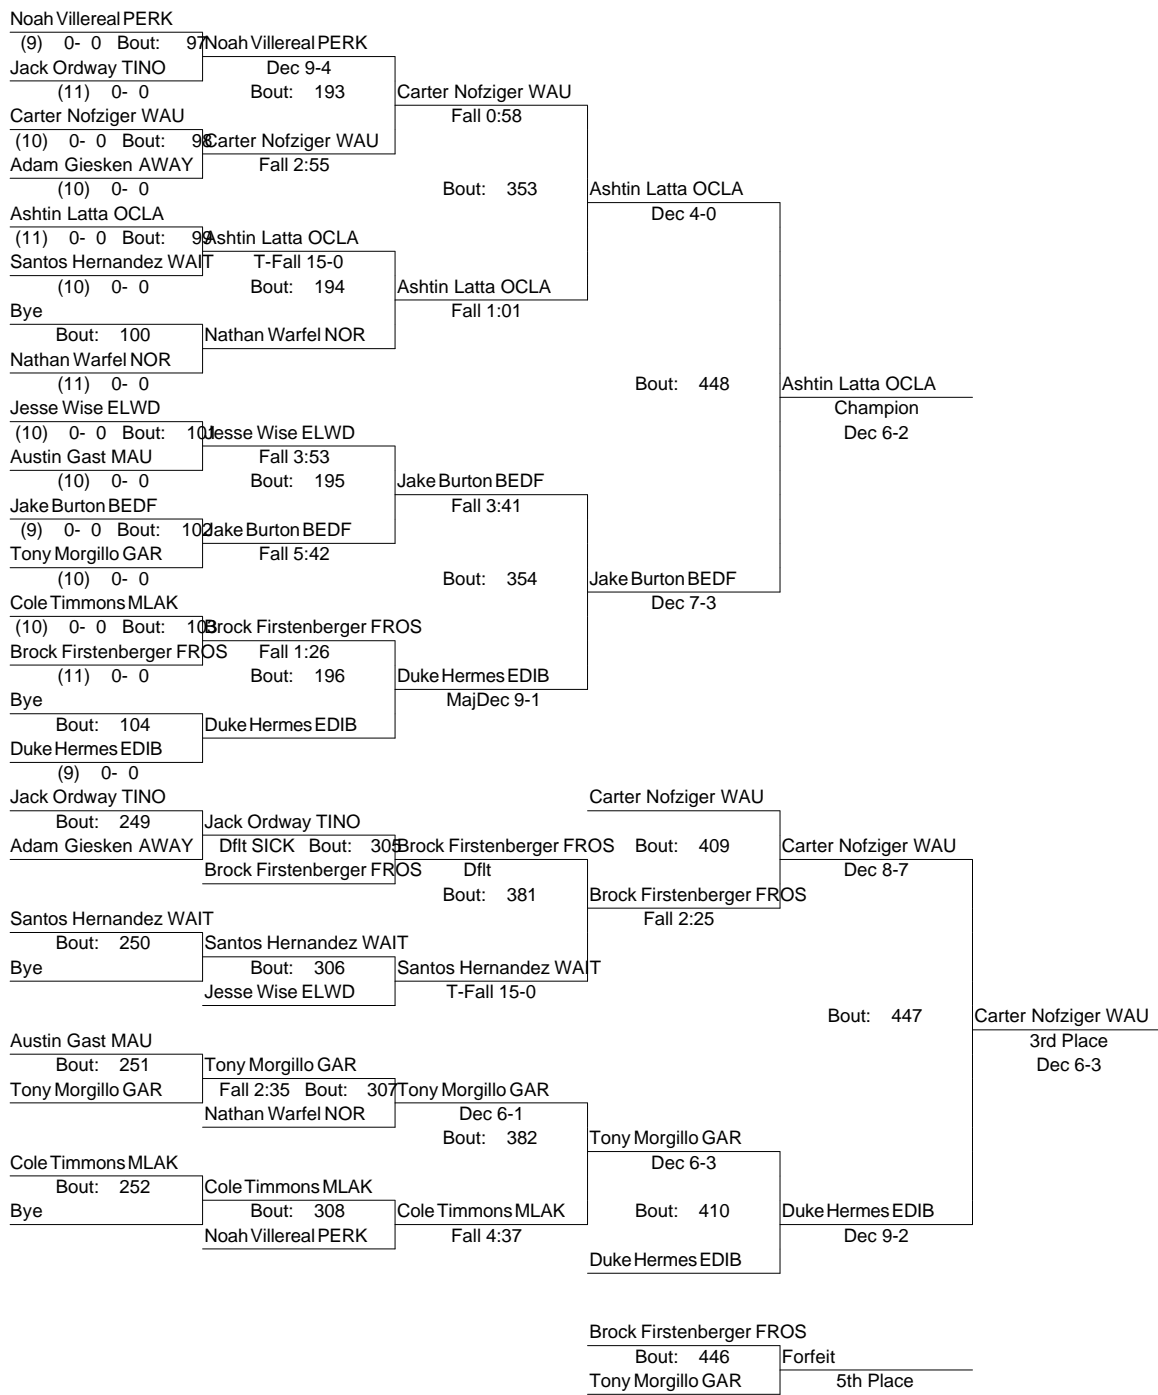 Noah Villereal PERK
(9) 0- 0 Bout: 97 Noah Villereal PERK
Jack Ordway TINO Dec 9-4
(11) 0- 0 Bout: 193 Carter Nofziger WAU
Carter Nofziger WAU Fall 0:58
(10) 0- 0 Bout: 98 Carter Nofziger WAU
Adam Giesken AWAY Fall 2:55
(10) 0- 0 Bout: 353 Ashtin Latta OCLA
Ashtin Latta OCLA Dec 4-0
(11) 0- 0 Bout: 99 Ashtin Latta OCLA
Santos Hernandez WAIT T-Fall 15-0
(10) 0- 0 Bout: 194 Ashtin Latta OCLA
Bye Fall 1:01
Bout: 100 Nathan Warfel NOR
Nathan Warfel NOR
(11) 0- 0 Bout: 448 Ashtin Latta OCLA
Jesse Wise ELWD Champion
(10) 0- 0 Bout: 101 Jesse Wise ELWD Dec 6-2
Austin Gast MAU Fall 3:53
(10) 0- 0 Bout: 195 Jake Burton BEDF
Jake Burton BEDF Fall 3:41
(9) 0- 0 Bout: 102 Jake Burton BEDF
Tony Morgillo GAR Fall 5:42
(10) 0- 0 Bout: 354 Jake Burton BEDF
Cole Timmons MLAK Dec 7-3
(10) 0- 0 Bout: 103 Brock Firstenberger FROS
Brock Firstenberger FROS Fall 1:26
(11) 0- 0 Bout: 196 Duke Hermes EDIB
Bye MajDec 9-1
Bout: 104 Duke Hermes EDIB
Duke Hermes EDIB
(9) 0- 0
Jack Ordway TINO Carter Nofziger WAU
Bout: 249 Jack Ordway TINO
Adam Giesken AWAY Dflt SICK Bout: 305 Brock Firstenberger FROS Bout: 409 Carter Nofziger WAU
Brock Firstenberger FROS Dflt Dec 8-7
Bout: 381 Brock Firstenberger FROS
Santos Hernandez WAIT Fall 2:25
Bout: 250 Santos Hernandez WAIT
Bye Bout: 306 Santos Hernandez WAIT
Jesse Wise ELWD T-Fall 15-0
Bout: 447 Carter Nofziger WAU
Austin Gast MAU 3rd Place
Bout: 251 Tony Morgillo GAR Dec 6-3
Tony Morgillo GAR Fall 2:35 Bout: 307 Tony Morgillo GAR
Nathan Warfel NOR Dec 6-1
Bout: 382 Tony Morgillo GAR
Cole Timmons MLAK Dec 6-3
Bout: 252 Cole Timmons MLAK
Bye Bout: 308 Cole Timmons MLAK Bout: 410 Duke Hermes EDIB
Noah Villereal PERK Fall 4:37 Dec 9-2
Duke Hermes EDIB
Brock Firstenberger FROS
Bout: 446 Forfeit
Tony Morgillo GAR 5th Place